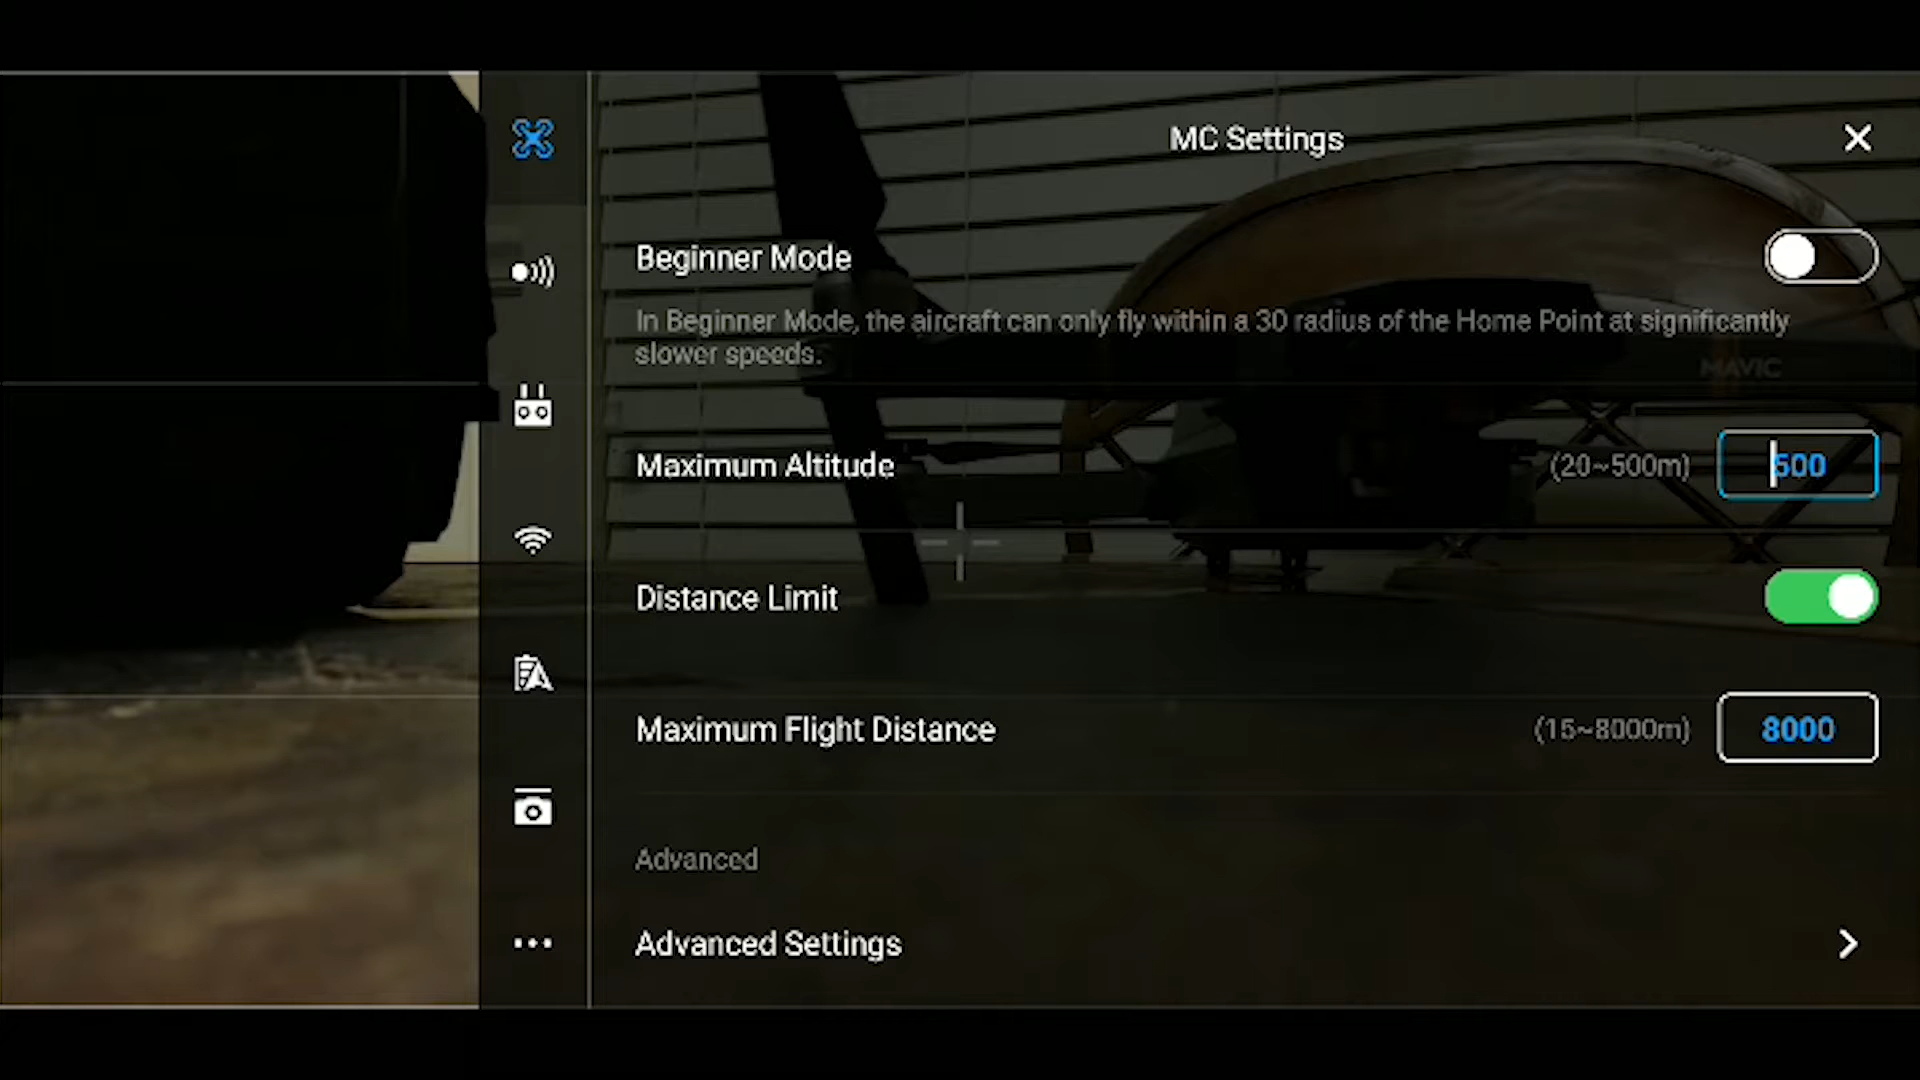 MC Settings
Beginner Mode
In Beginner Mode, the aircraft can only fly within a 30 radius of the Home Point at significantly
slower speeds.
MAVIC
Maximum Altitude (20~500m) 500
Distance Limit
Maximum Flight Distance (15~8000m) 8000
Advanced
Advanced Settings